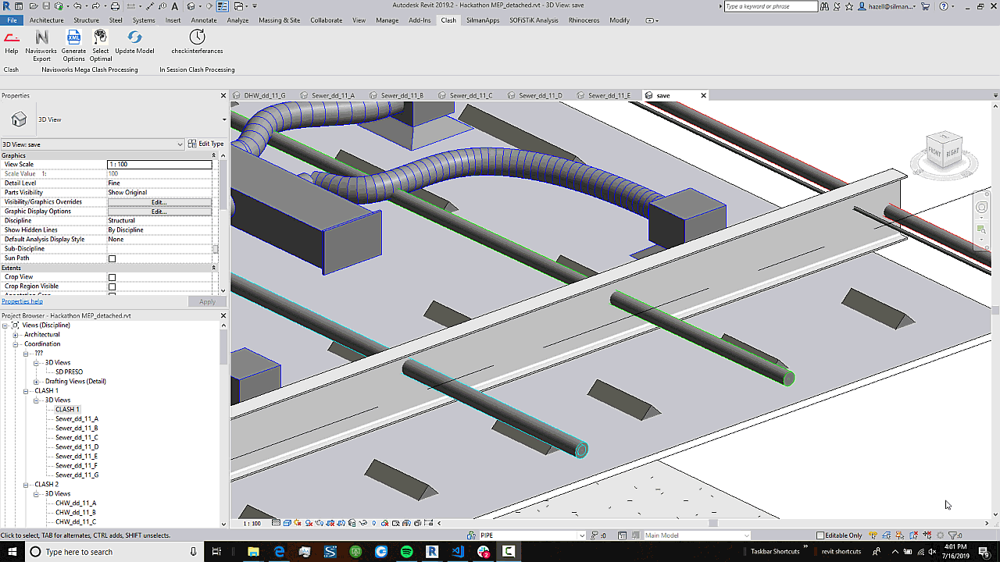 Autodesk Revit 2019.2 - Hackathon MEP_detached.rvt - 3D View: save
Type a keyword or phrase
hazell@silman...
File Architecture Structure Steel Systems Insert Annotate Analyze Massing & Site Collaborate View Manage Add-Ins Clash SilmanApps SOFiSTiK Analysis Rhinoceros Modify
Help Navisworks Export Generate Options Select Optimal Update Model checkinterferances
Clash Navisworks Mega Clash Processing In Session Clash Processing
Properties
DHW_dd_11_G Sewer_dd_11_A Sewer_dd_11_B Sewer_dd_11_C Sewer_dd_11_D Sewer_dd_11_E save
3D View
3D View: save Edit Type
Graphics
View Scale 1 : 100
Scale Value 1: 100
Detail Level Fine
Parts Visibility Show Original
Visibility/Graphics Overrides Edit...
Graphic Display Options Edit...
Discipline Structural
Show Hidden Lines By Discipline
Default Analysis Display Style None
Sub-Discipline
Sun Path
Extents
Crop View
Crop Region Visible
Properties help Apply
FRONT RIGHT
Project Browser - Hackathon MEP_detached.rvt
Views (Discipline)
Architectural
Coordination
???
3D Views
SD PRESO
Drafting Views (Detail)
CLASH 1
3D Views
CLASH 1
Sewer_dd_11_A
Sewer_dd_11_B
Sewer_dd_11_C
Sewer_dd_11_D
Sewer_dd_11_E
Sewer_dd_11_F
Sewer_dd_11_G
CLASH 2
3D Views
CHW_dd_11_A
CHW_dd_11_B
CHW_dd_11_C
1 : 100
Click to select, TAB for alternates, CTRL adds, SHIFT unselects.
PIPE
:0
Main Model
Editable Only
:0
Type here to search
Taskbar Shortcuts
revit shortcuts
4:01 PM
7/16/2019